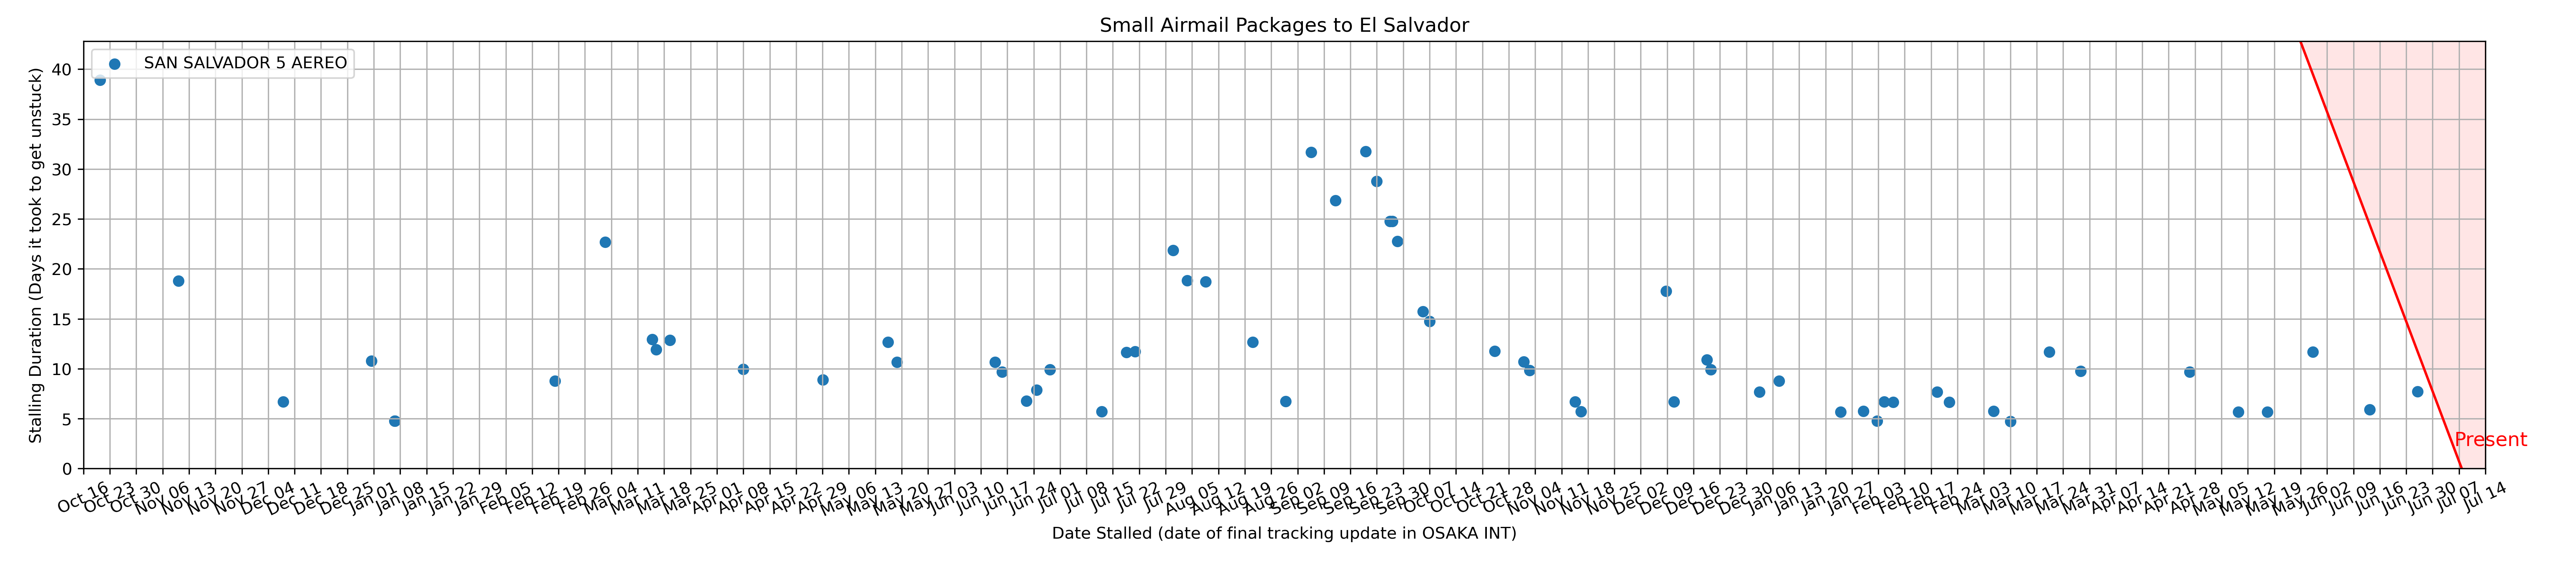 Small Airmail Packages to El Salvador
SAN SALVADOR 5 AEREO
Stalling Duration (Days it took to get unstuck)
40
35
30
25
20
15
10
5
0
Present
Oct 16
Oct 23
Oct 30
Nov 06
Nov 13
Nov 20
Nov 27
Dec 04
Dec 11
Dec 18
Dec 25
Jan 01
Jan 08
Jan 15
Jan 22
Jan 29
Feb 05
Feb 12
Feb 19
Feb 26
Mar 04
Mar 11
Mar 18
Mar 25
Apr 01
Apr 08
Apr 15
Apr 22
Apr 29
May 06
May 13
May 20
May 27
Jun 03
Jun 10
Jun 17
Jun 24
Jul 01
Jul 08
Jul 15
Jul 22
Jul 29
Aug 05
Aug 12
Aug 19
Aug 26
Sep 02
Sep 09
Sep 16
Sep 23
Sep 30
Oct 07
Oct 14
Oct 21
Oct 28
Nov 04
Nov 11
Nov 18
Nov 25
Dec 02
Dec 09
Dec 16
Dec 23
Dec 30
Jan 06
Jan 13
Jan 20
Jan 27
Feb 03
Feb 10
Feb 17
Feb 24
Mar 03
Mar 10
Mar 17
Mar 24
Mar 31
Apr 07
Apr 14
Apr 21
Apr 28
May 05
May 12
May 19
May 26
Jun 02
Jun 09
Jun 16
Jun 23
Jun 30
Jul 07
Jul 14
Date Stalled (date of final tracking update in OSAKA INT)